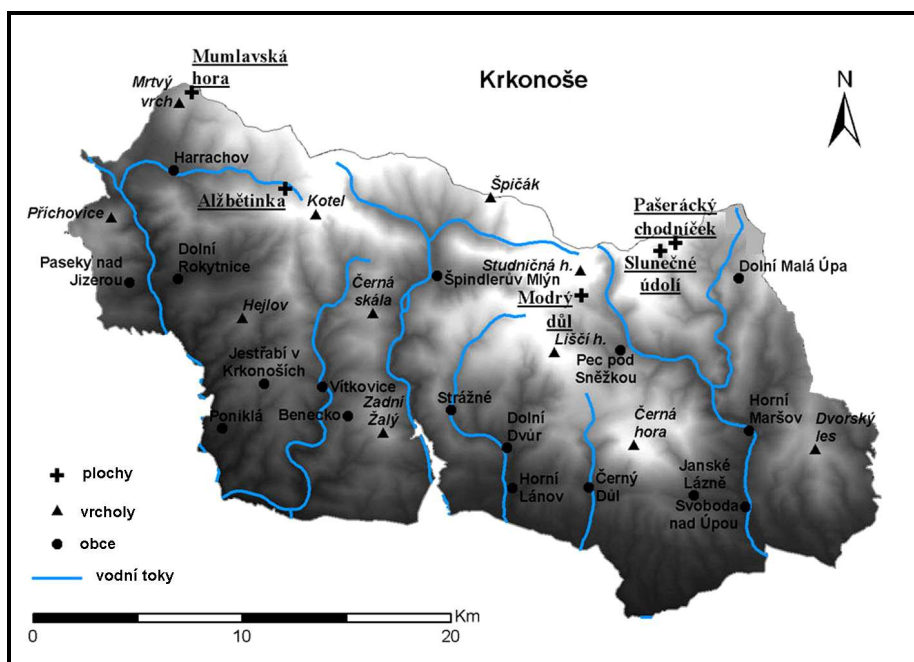 Krkonoše
N
Mumlavská
hora
Mrtvý
vrch
Harrachov
Alžbětinka
Kotel
Špičák
Pašerácký
chodníček
Slunečné
údolí
Příchovice
Paseky nad
Jizerou
Dolní
Rokytnice
Hejlov
Černá
skála
Špindlerův Mlýn
Studničná h.
Modrý
důl
Liščí h.
Dolní Malá Úpa
Pec pod
Sněžkou
Jestřabí v
Krkonoších
Vítkovice
Zadní
Žalý
Benecko
Poniklá
Strážné
Dolní
Dvůr
Horní
Lánov
Černý
Důl
Černá
hora
Janské
Lázně
Svoboda
nad Úpou
Horní
Maršov
Dvorský
les
plochy
vrcholy
obce
vodní toky
Km
0
10
20